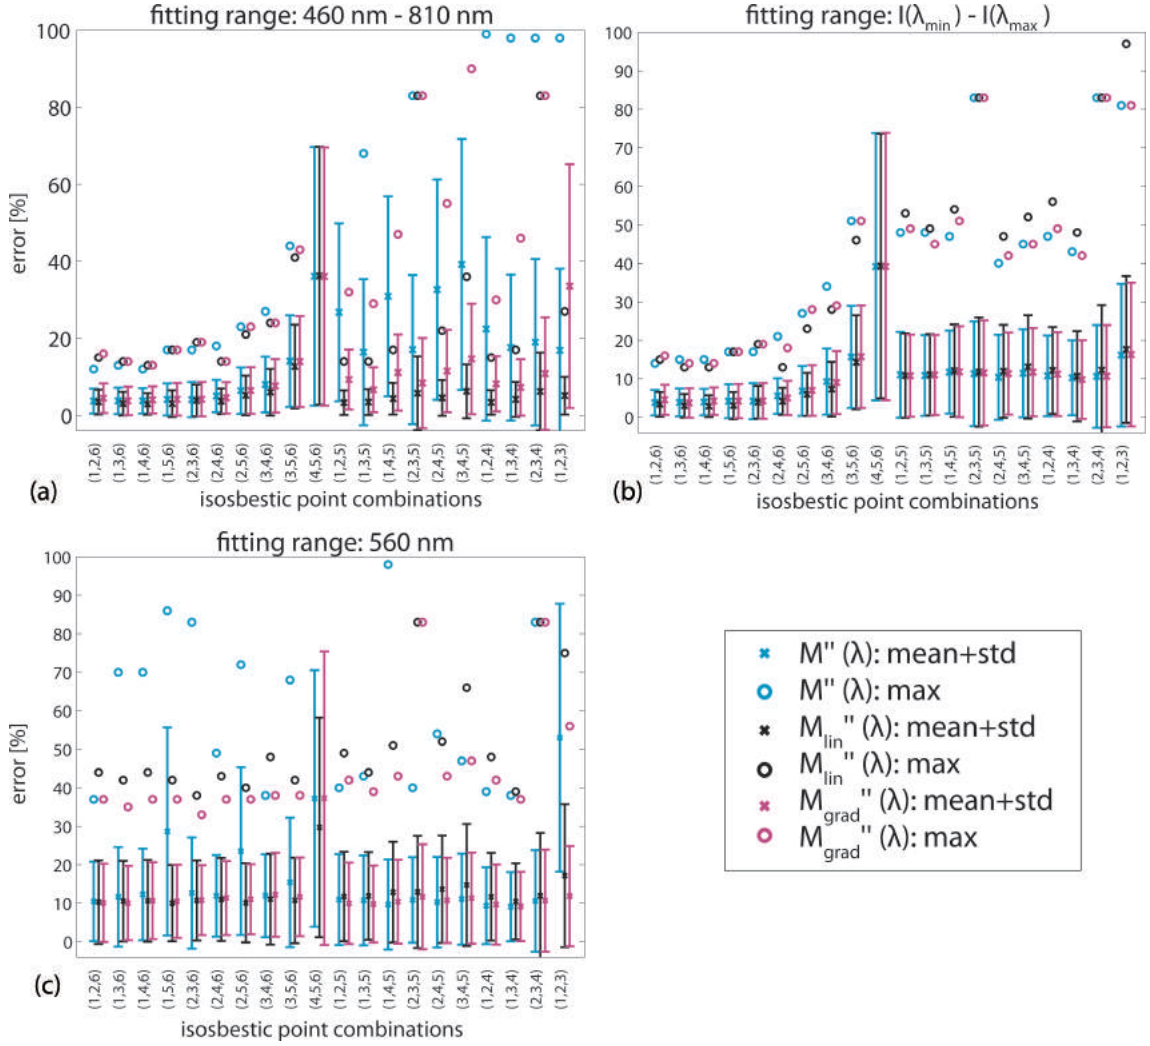 fitting range: 460 nm - 810 nm
100
80
60
40
20
0
error [%]
(1,2,6) (1,3,6) (1,4,6) (1,5,6) (2,3,6) (2,4,6) (2,5,6) (3,4,6) (3,5,6) (4,5,6) (1,2,5) (1,3,5) (1,4,5) (2,3,5) (2,4,5) (3,4,5) (1,2,4) (1,3,4) (2,3,4) (1,2,3)
(a)
isosbestic point combinations
fitting range: I(λmin) - I(λmax)
100
90
80
70
60
50
40
30
20
10
0
(1,2,6) (1,3,6) (1,4,6) (1,5,6) (2,3,6) (2,4,6) (2,5,6) (3,4,6) (3,5,6) (4,5,6) (1,2,5) (1,3,5) (1,4,5) (2,3,5) (2,4,5) (3,4,5) (1,2,4) (1,3,4) (2,3,4) (1,2,3)
(b)
isosbestic point combinations
fitting range: 560 nm
100
90
80
70
60
50
40
30
20
10
0
error [%]
(1,2,6) (1,3,6) (1,4,6) (1,5,6) (2,3,6) (2,4,6) (2,5,6) (3,4,6) (3,5,6) (4,5,6) (1,2,5) (1,3,5) (1,4,5) (2,3,5) (2,4,5) (3,4,5) (1,2,4) (1,3,4) (2,3,4) (1,2,3)
(c)
isosbestic point combinations
M'' (λ): mean+std
M'' (λ): max
Mlin'' (λ): mean+std
Mlin'' (λ): max
Mgrad'' (λ): mean+std
Mgrad'' (λ): max